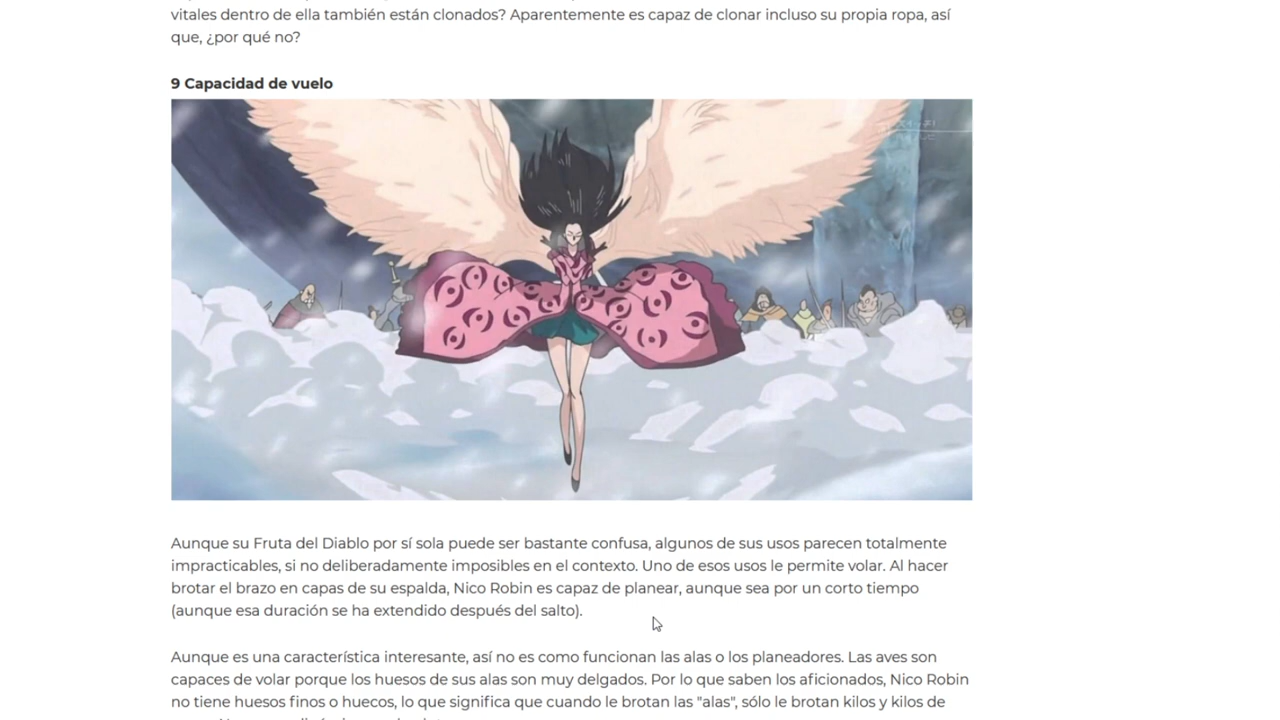 vitales dentro de ella también están clonados? Aparentemente es capaz de clonar incluso su propia ropa, así
que, ¿por qué no?
9 Capacidad de vuelo
Aunque su Fruta del Diablo por sí sola puede ser bastante confusa, algunos de sus usos parecen totalmente
impracticables, si no deliberadamente imposibles en el contexto. Uno de esos usos le permite volar. Al hacer
brotar el brazo en capas de su espalda, Nico Robin es capaz de planear, aunque sea por un corto tiempo
(aunque esa duración se ha extendido después del salto).
Aunque es una característica interesante, así no es como funcionan las alas o los planeadores. Las aves son
capaces de volar porque los huesos de sus alas son muy delgados. Por lo que saben los aficionados, Nico Robin
no tiene huesos finos o huecos, lo que significa que cuando le brotan las "alas", sólo le brotan kilos y kilos de